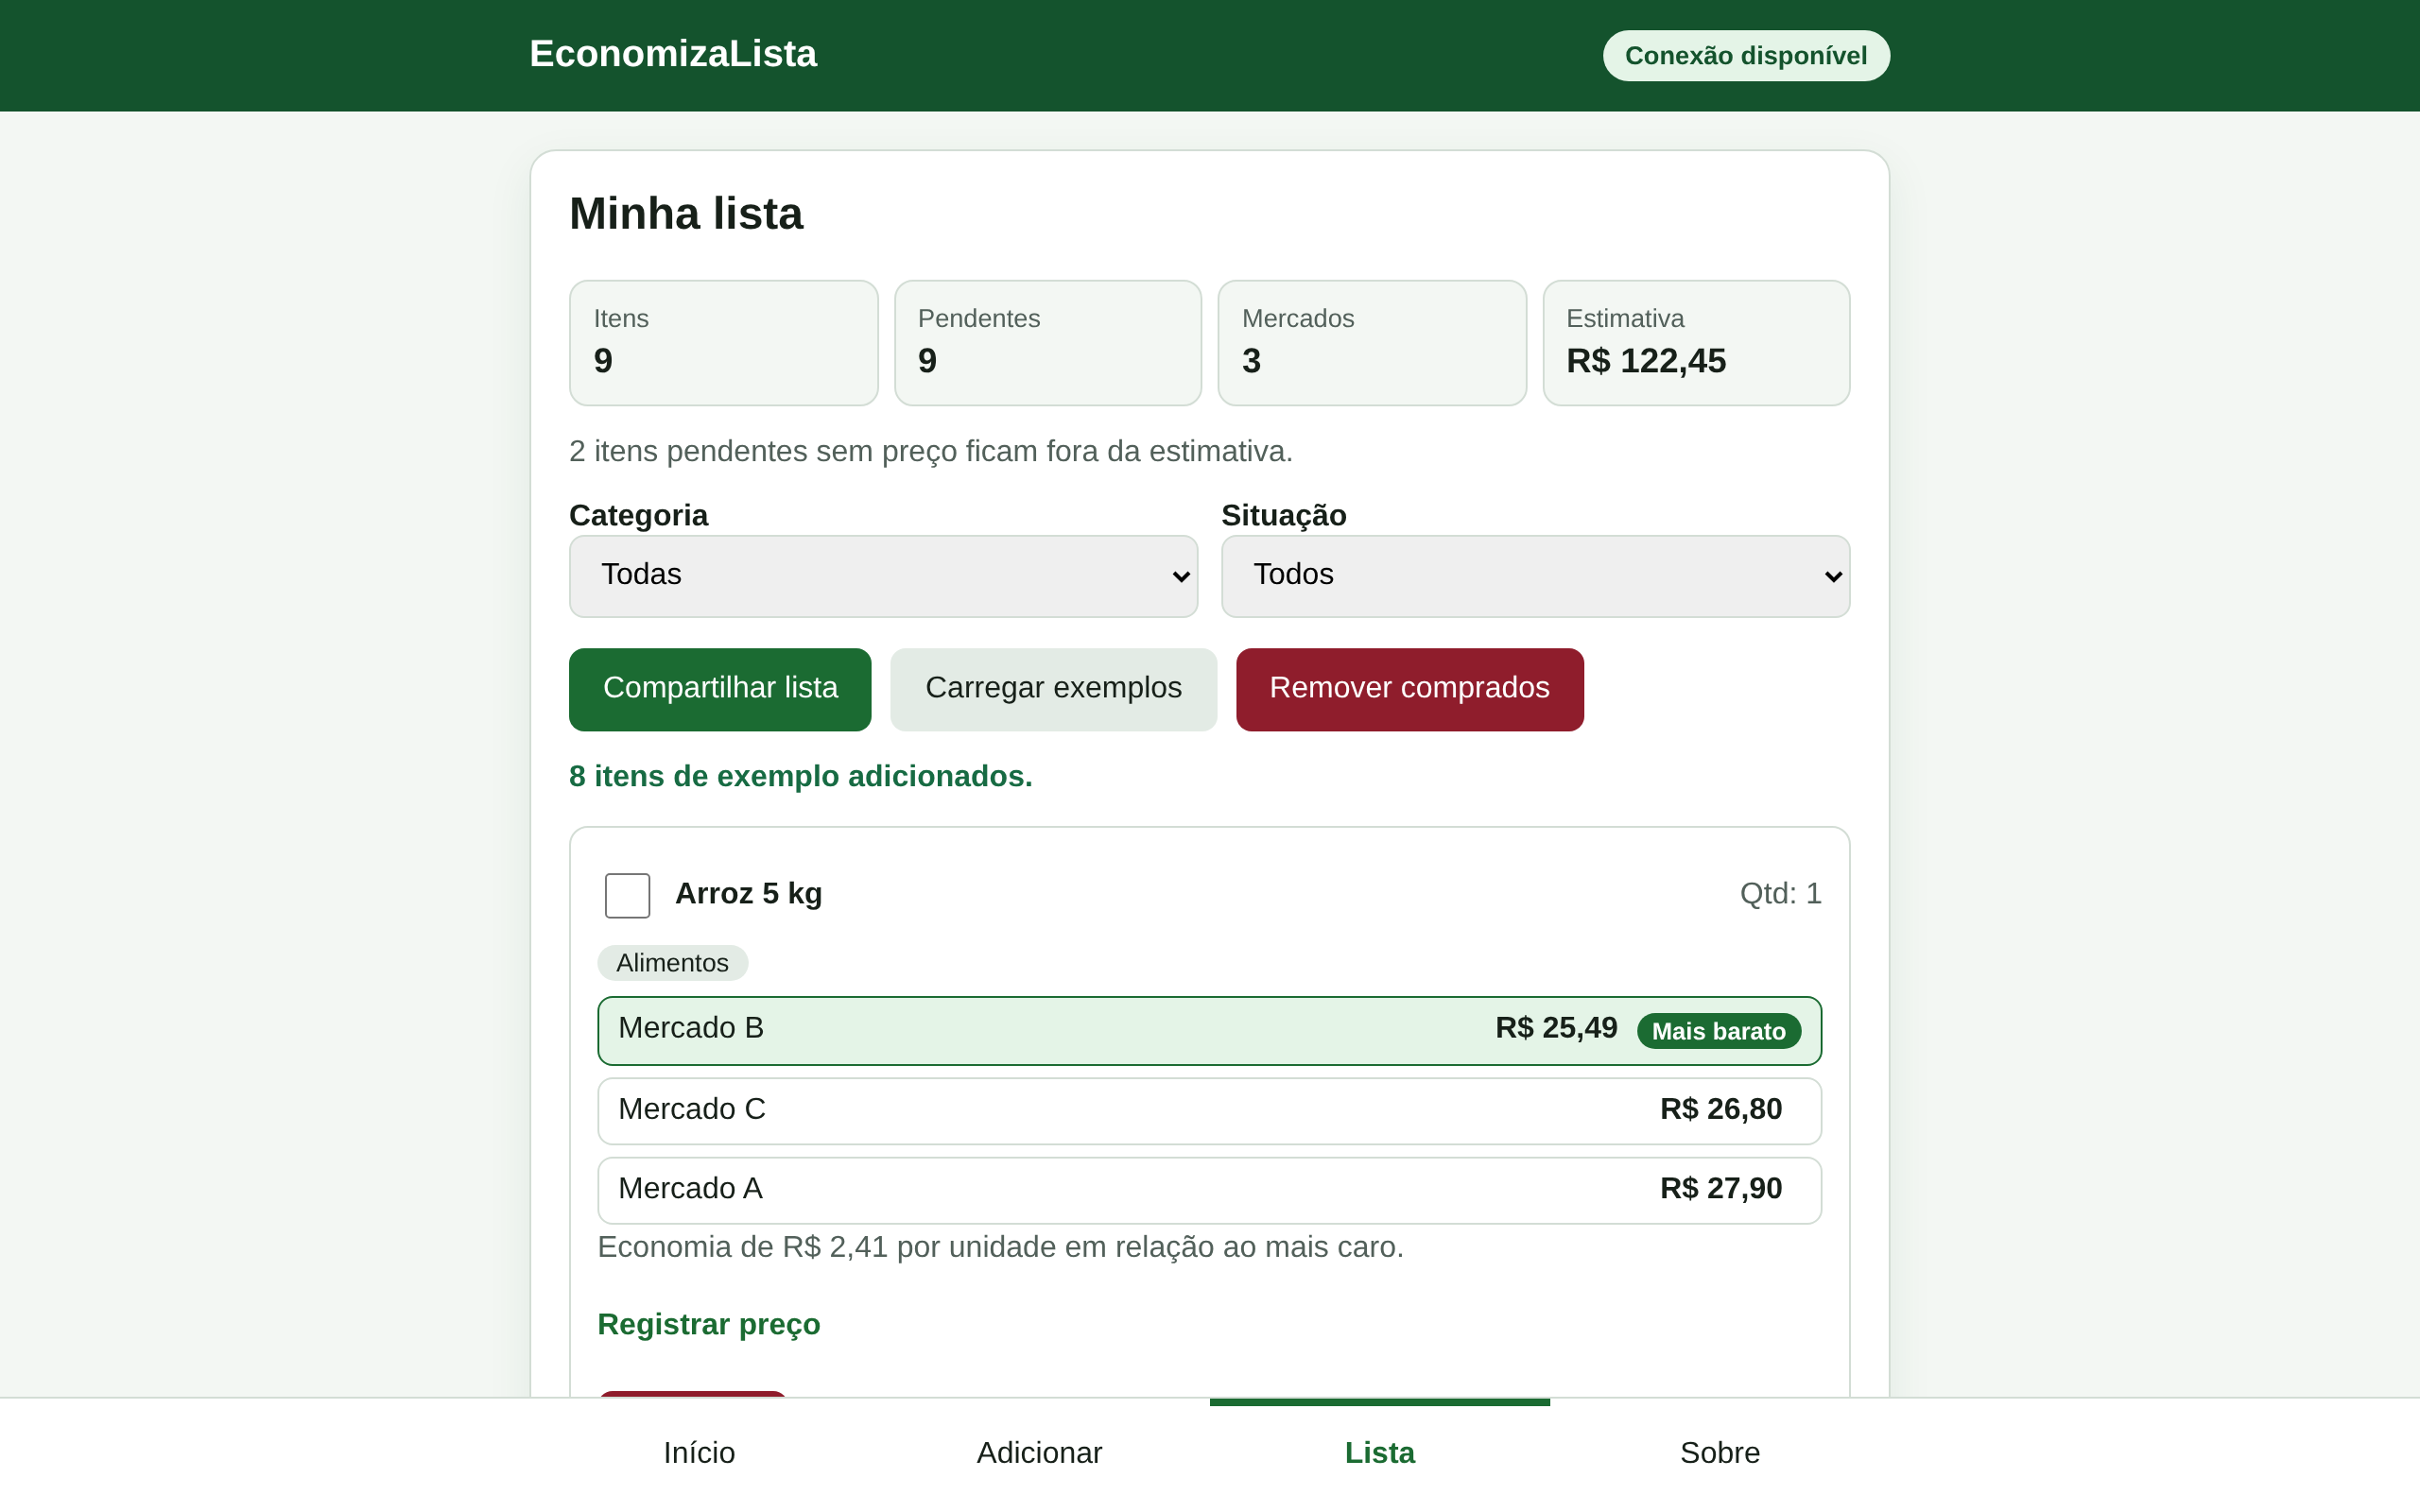 EconomizaLista
Conexão disponível
Minha lista
Itens
9
Pendentes
9
Mercados
3
Estimativa
R$ 122,45
2 itens pendentes sem preço ficam fora da estimativa.
Categoria
Todas
Situação
Todos
Compartilhar lista
Carregar exemplos
Remover comprados
8 itens de exemplo adicionados.
Arroz 5 kg
Qtd: 1
Alimentos
Mercado B
R$ 25,49
Mais barato
Mercado C
R$ 26,80
Mercado A
R$ 27,90
Economia de R$ 2,41 por unidade em relação ao mais caro.
Registrar preço
Início
Adicionar
Lista
Sobre